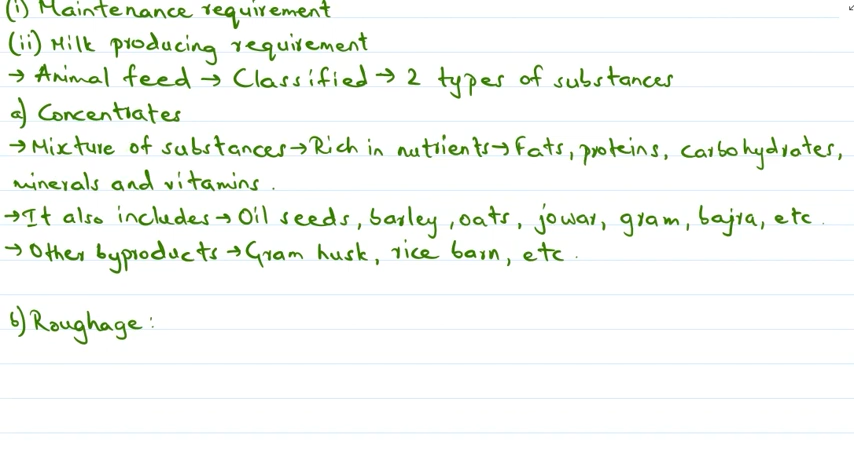 (i) Maintenance requirement
(ii) Milk producing requirement
→ Animal feed → Classified → 2 types of substances
a) Concentrates
→ Mixture of substances → Rich in nutrients → Fats, proteins, carbohydrates,
minerals and vitamins.
→ It also includes → Oil seeds, barley, oats, jowar, gram, bajra, etc.
→ Other byproducts → Gram husk, rice barn, etc.
b) Roughage: